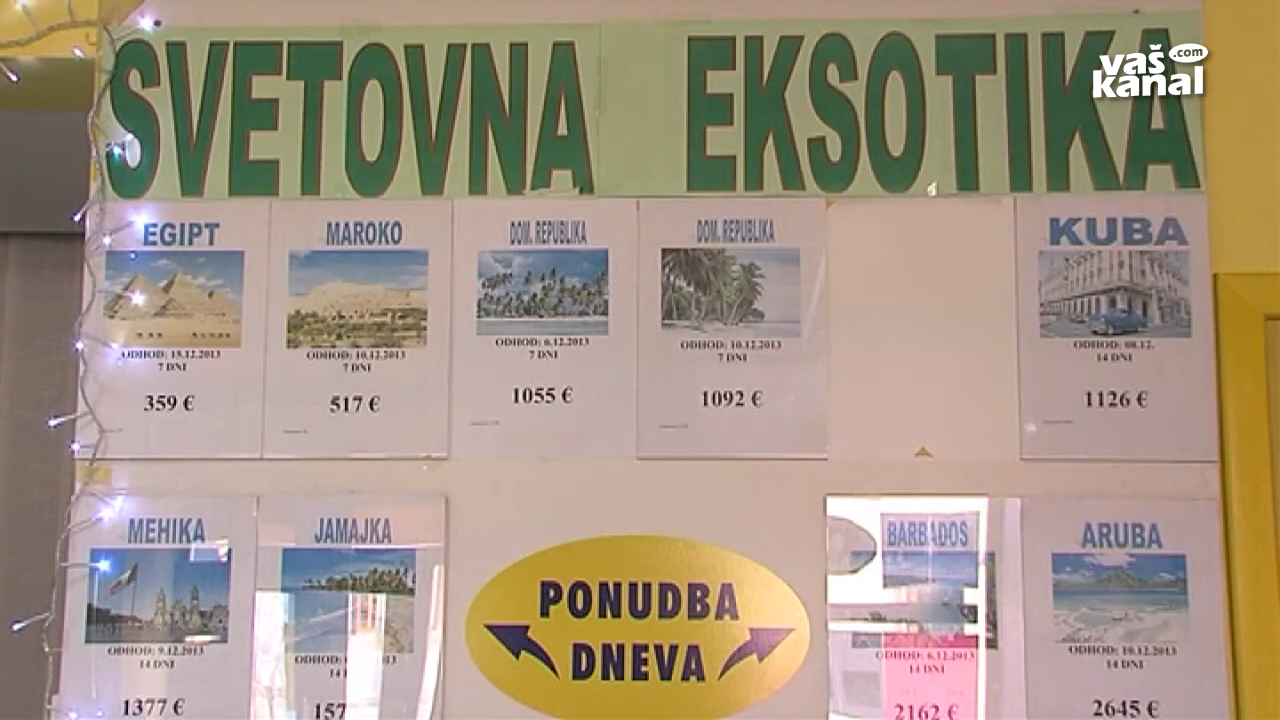 SVETOVNA EKSOTIKA
vaš kanal .com
EGIPT
ODHOD: 15.12.2013
7 DNI
359 €
MAROKO
ODHOD: 10.12.2013
7 DNI
517 €
DOM. REPUBLIKA
ODHOD: 6.12.2013
7 DNI
1055 €
DOM. REPUBLIKA
ODHOD: 10.12.2013
7 DNI
1092 €
KUBA
ODHOD: 08.12.
14 DNI
1126 €
MEHIKA
ODHOD: 9.12.2013
14 DNI
1377 €
JAMAJKA
ODHOD:
PONUDBA
DNEVA
BARBADOS
ODHOD: 6.12.2013
14 DNI
2162 €
ARUBA
ODHOD: 10.12.2013
14 DNI
2645 €